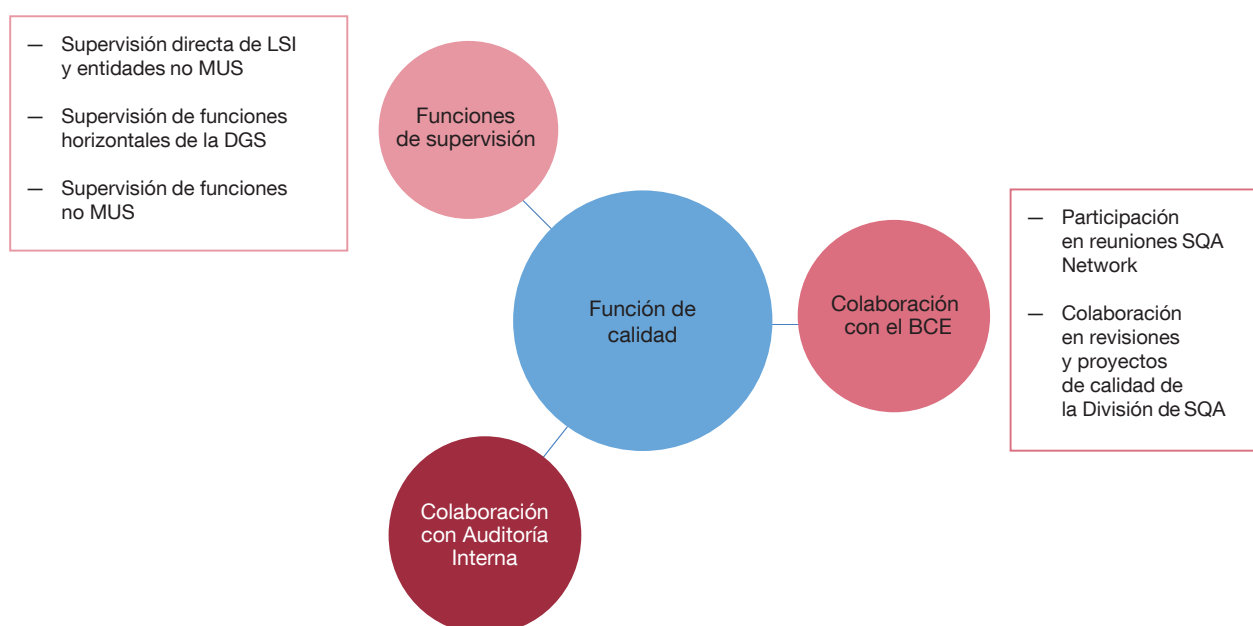 — Supervisión directa de LSI
y entidades no MUS
— Supervisión de funciones
horizontales de la DGS
— Supervisión de funciones
no MUS
Funciones
de supervisión
Función de
calidad
Colaboración
con el BCE
— Participación
en reuniones SQA
Network
— Colaboración
en revisiones
y proyectos
de calidad de
la División de SQA
Colaboración
con Auditoría
Interna